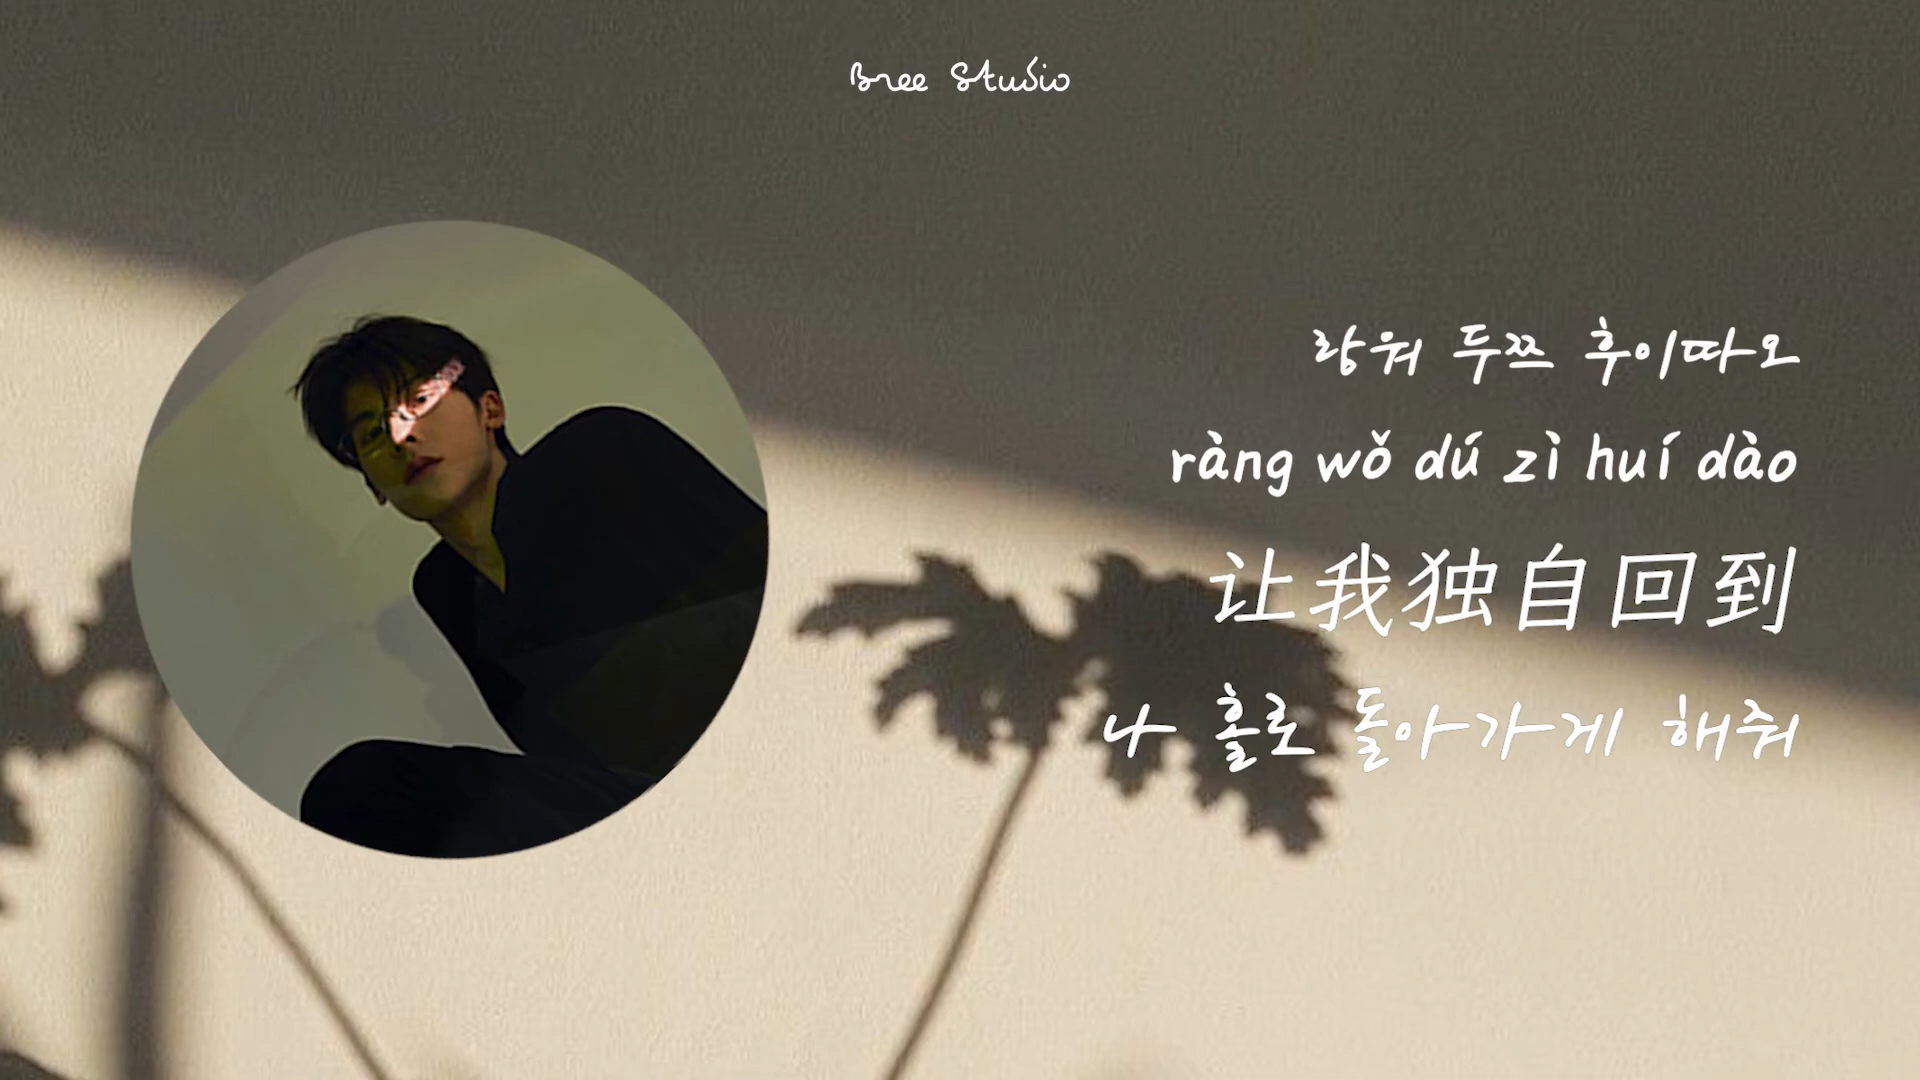 Bree Studio
랑워 두쯔 후이따오
ràng wǒ dú zì huí dào
让我独自回到
나 홀로 돌아가게 해줘